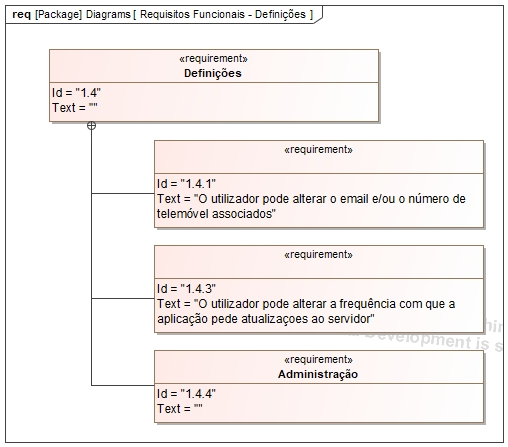 req [Package] Diagrams [ Requisitos Funcionais - Definições ]
«requirement»
Definições
Id = "1.4"
Text = ""
«requirement»
Id = "1.4.1"
Text = "O utilizador pode alterar o email e/ou o número de
telemóvel associados"
«requirement»
Id = "1.4.3"
Text = "O utilizador pode alterar a frequência com que a
aplicação pede atualizaçoes ao servidor"
Development is s
«requirement»
Administração
Id = "1.4.4"
Text = ""